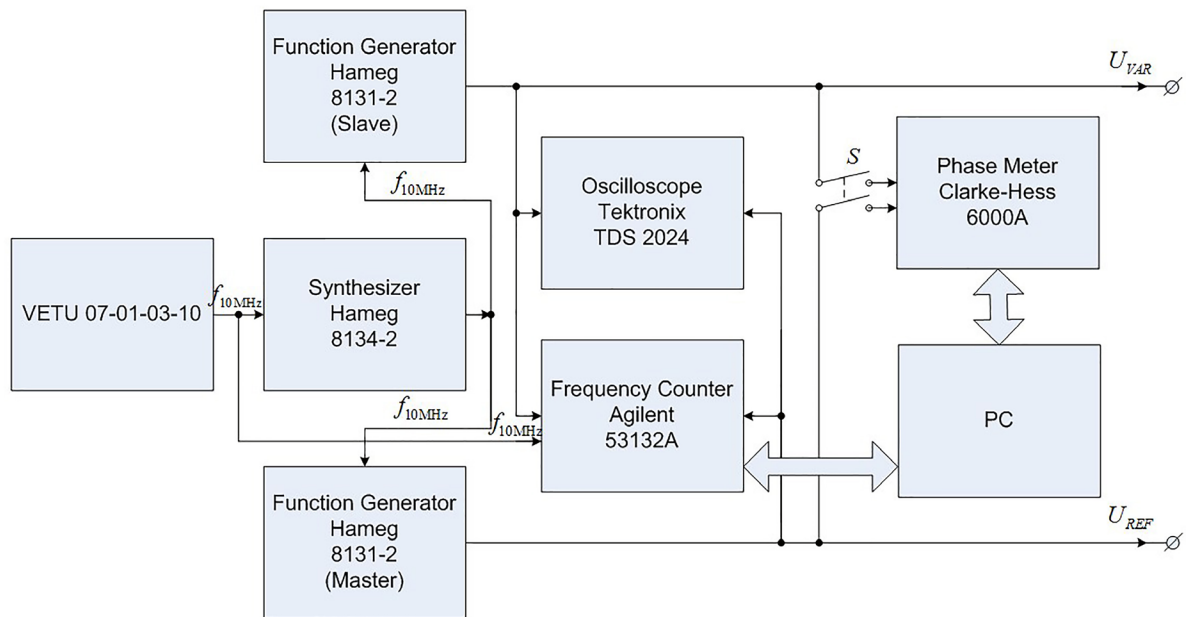 Function Generator
Hameg
8131-2
(Slave)
U_VAR
Oscilloscope
Tektronix
TDS 2024
S
Phase Meter
Clarke-Hess
6000A
f_10MHz
VETU 07-01-03-10
f_10MHz
Synthesizer
Hameg
8134-2
f_10MHz
f_10MHz
Frequency Counter
Agilent
53132A
PC
Function Generator
Hameg
8131-2
(Master)
U_REF